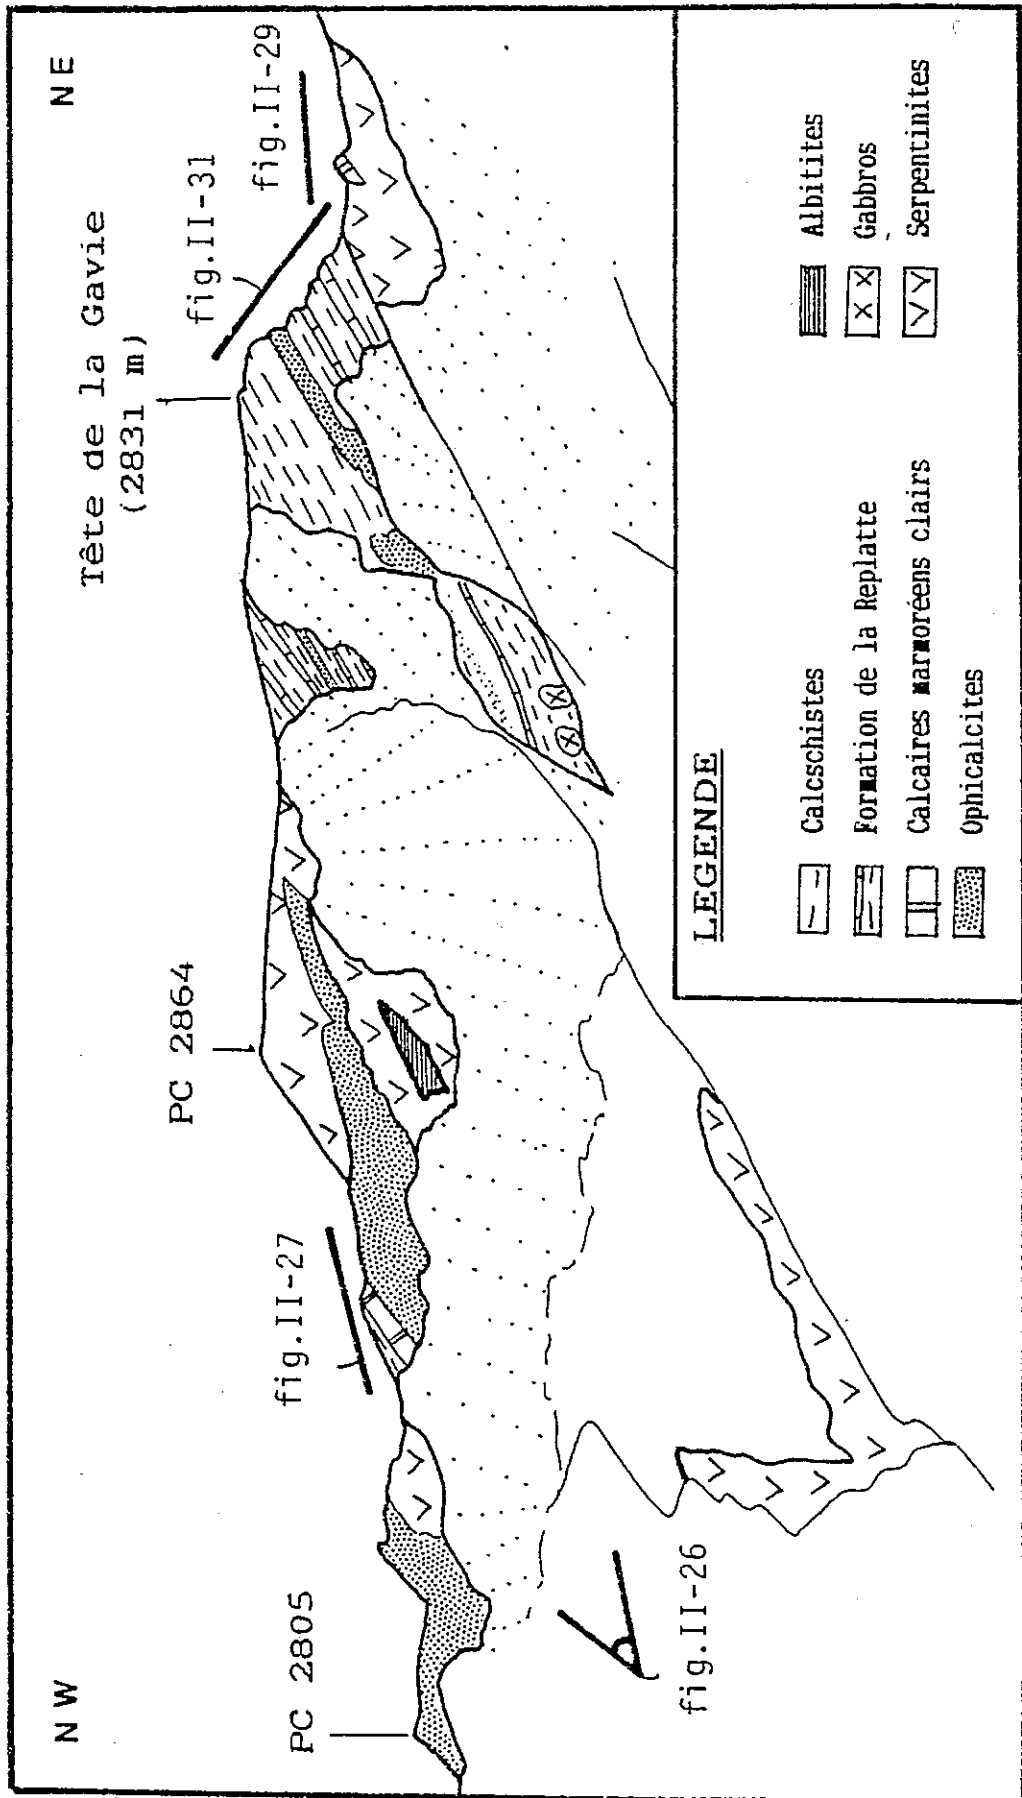 NW
NE
PC 2805
fig.II-27
PC 2864
Tête de la Gavie
(2831 m)
fig.II-31
fig.II-29
fig.II-26
LEGENDE
Calcschistes
Formation de la Replatte
Calcaires marmoréens clairs
Ophicalcites
Albitites
Gabbros
Serpentinites